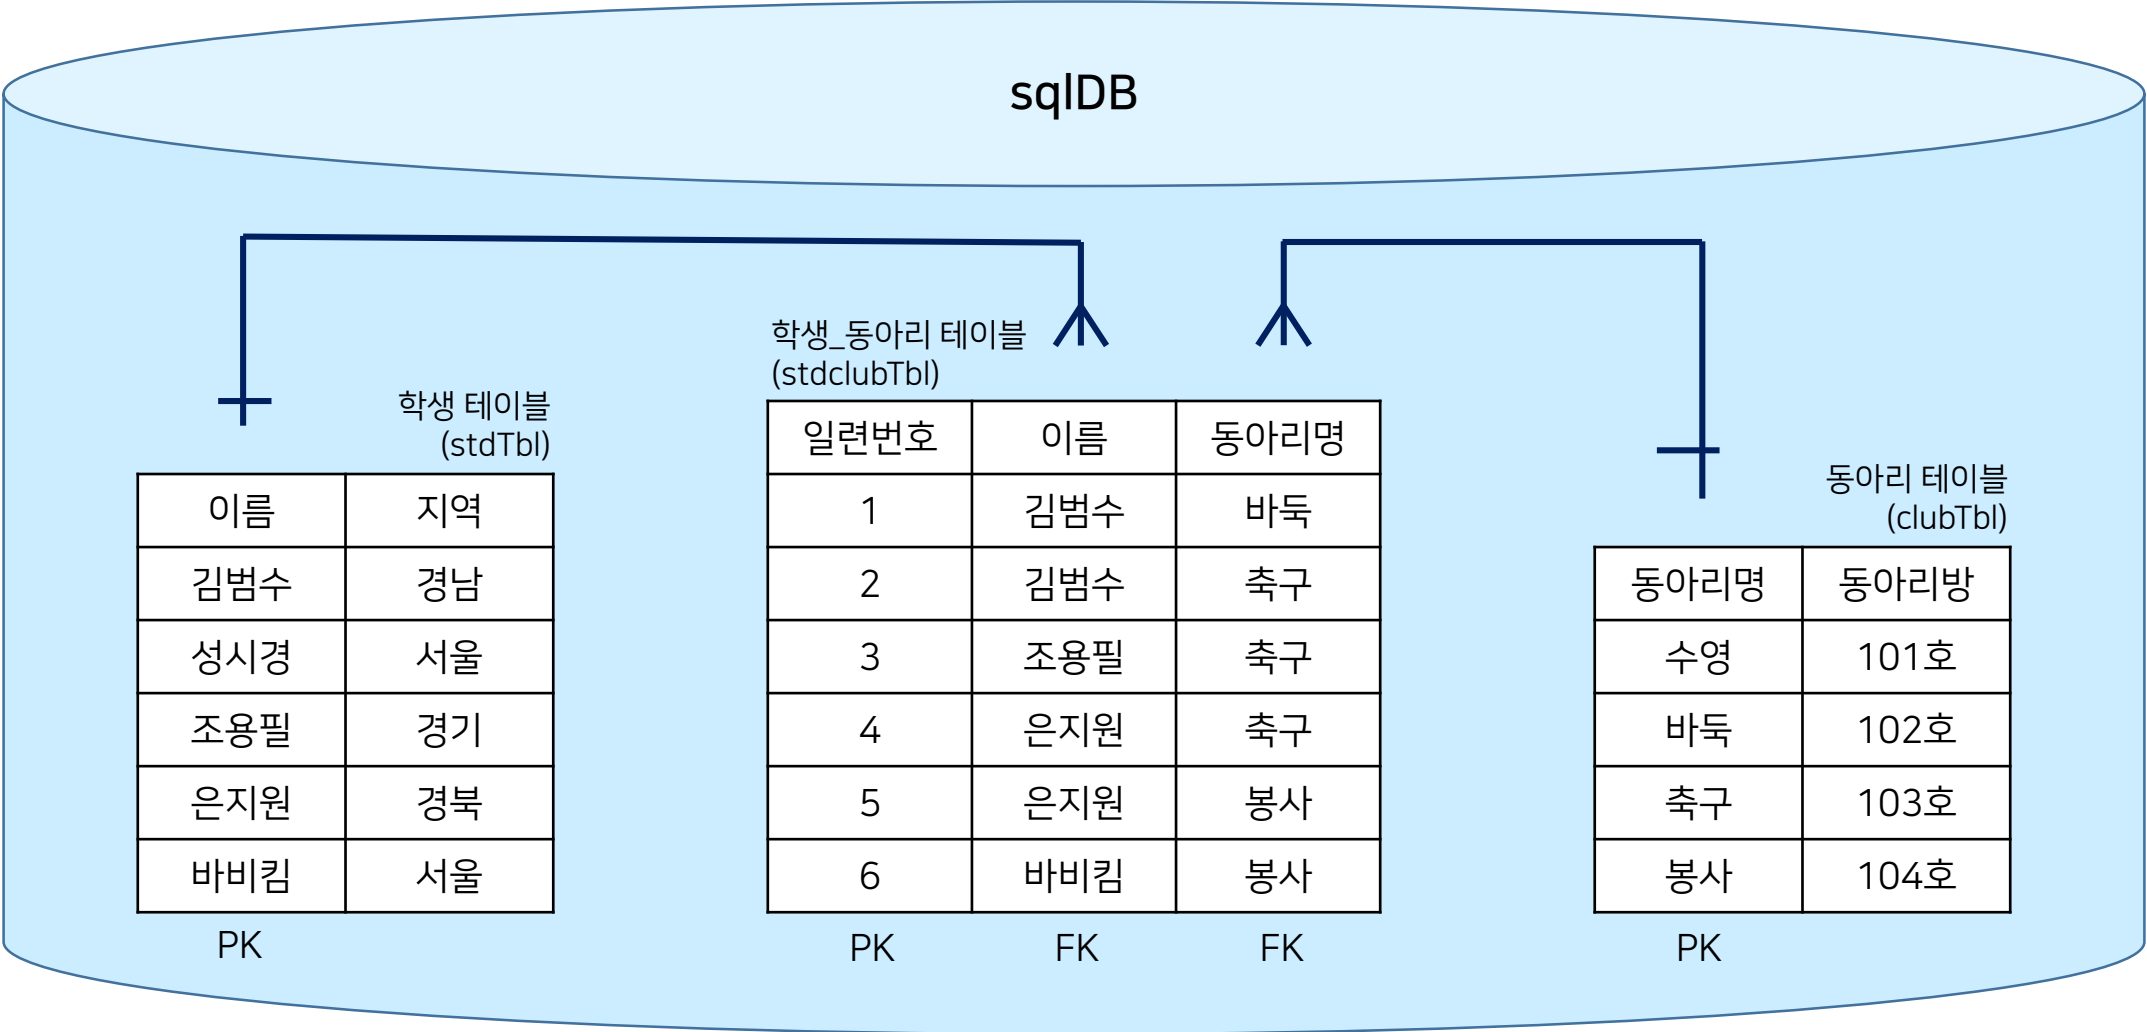 sqlDB
학생 테이블
(stdTbl)
이름 지역
김범수 경남
성시경 서울
조용필 경기
은지원 경북
바비킴 서울
PK
학생_동아리 테이블
(stdclubTbl)
일련번호 이름 동아리명
1 김범수 바둑
2 김범수 축구
3 조용필 축구
4 은지원 축구
5 은지원 봉사
6 바비킴 봉사
PK FK FK
동아리 테이블
(clubTbl)
동아리명 동아리방
수영 101호
바둑 102호
축구 103호
봉사 104호
PK